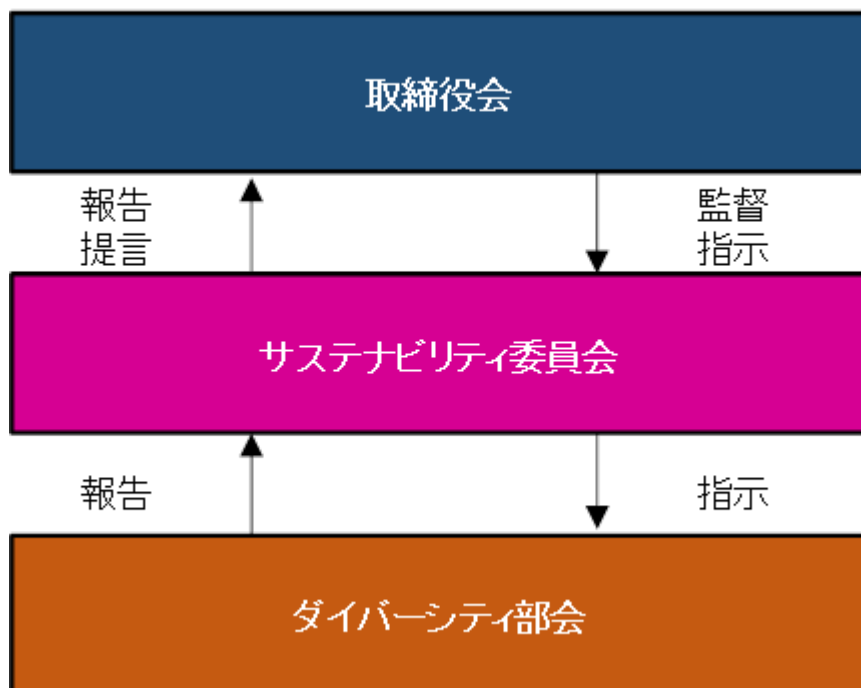 取締役会
報告
提言
監督
指示
サステナビリティ委員会
報告
指示
ダイバーシティ部会